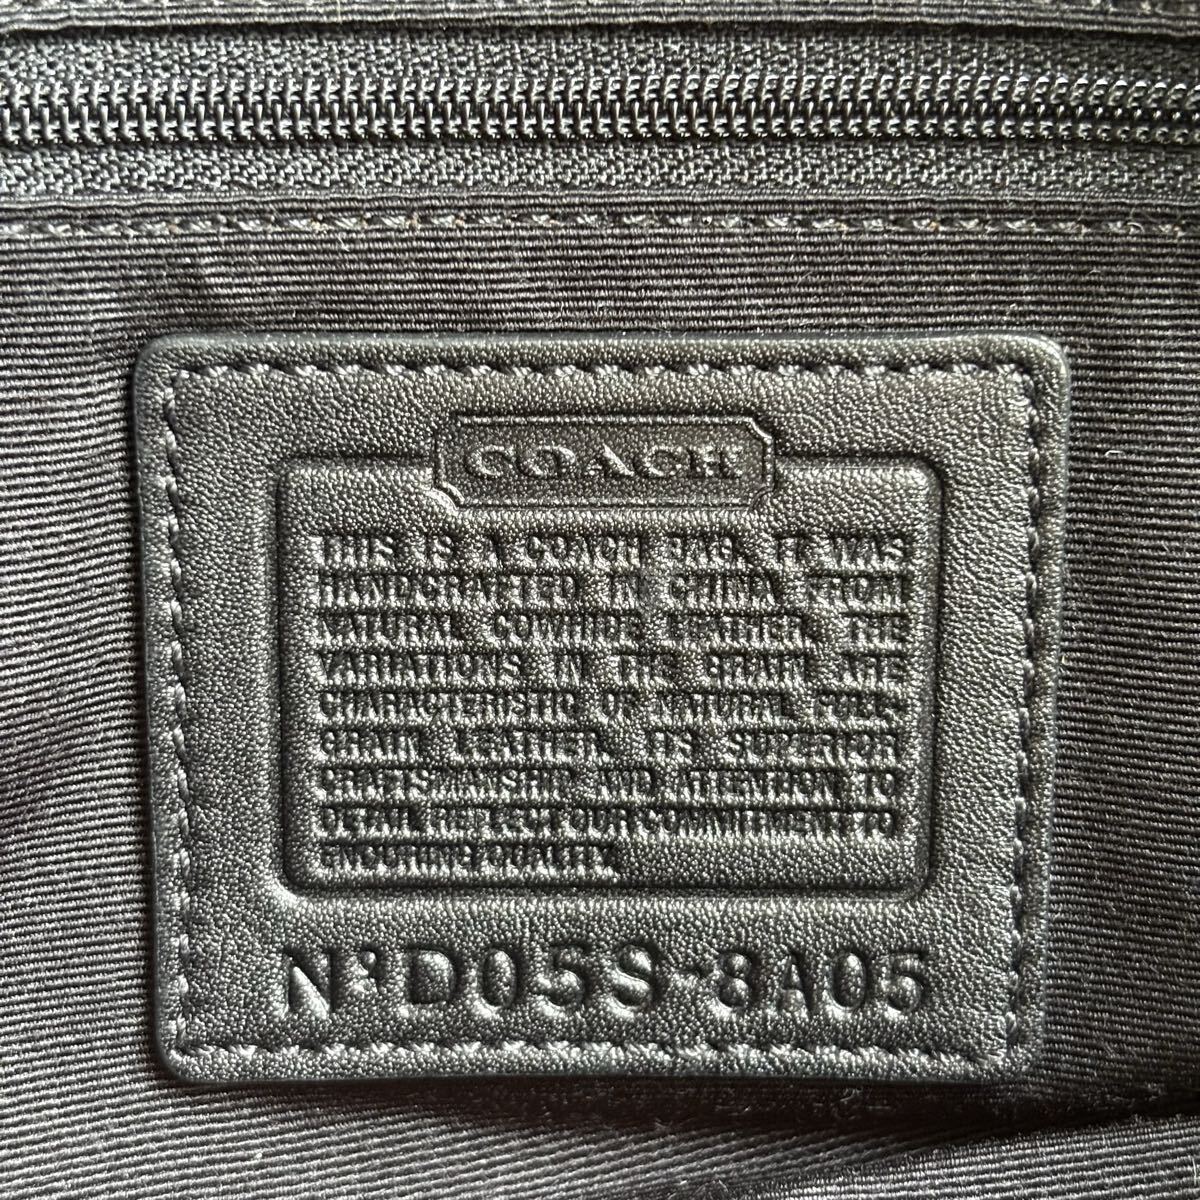 COACH
THIS IS A COACH BAG. IT WAS
HANDCRAFTED IN CHINA FROM
NATURAL COWHIDE LEATHER. THE
VARIATIONS IN THE GRAIN ARE
CHARACTERISTIC OF NATURAL FULL-
GRAIN LEATHER. ITS SUPERIOR
CRAFTSMANSHIP AND ATTENTION TO
DETAIL REFLECT OUR COMMITMENT TO
ENDURING QUALITY.
Nº D05S-8A05